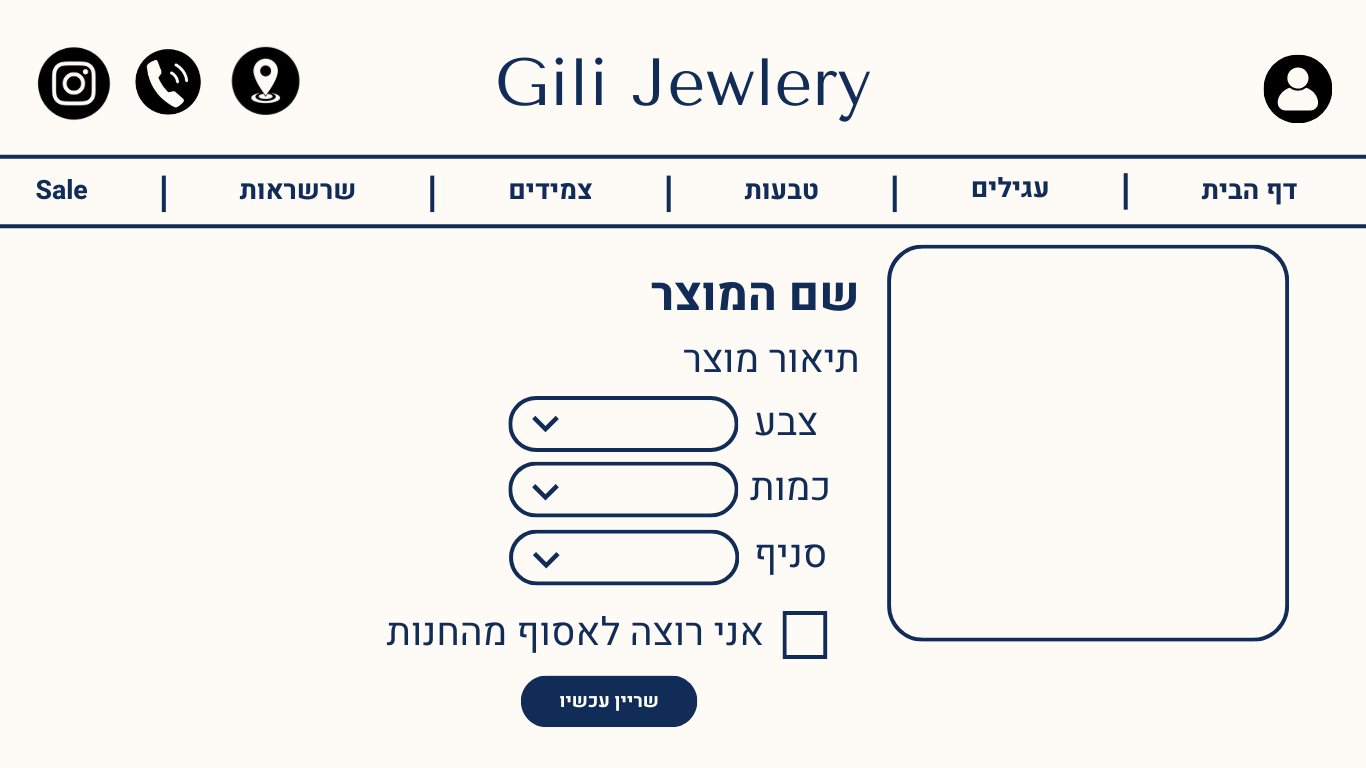 Gili Jewlery
דף הבית | עגילים | טבעות | צמידים | שרשראות | Sale
שם המוצר
תיאור מוצר
צבע
כמות
סניף
אני רוצה לאסוף מהחנות
שריין עכשיו